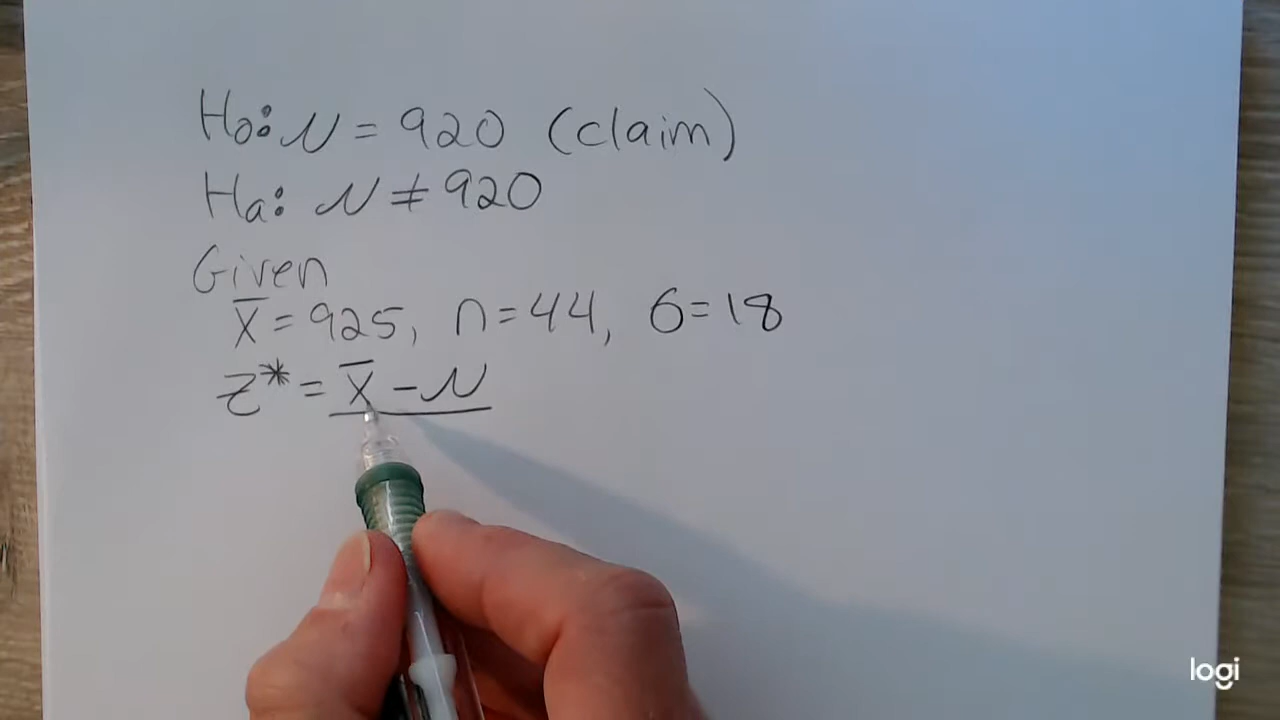 Ho: μ = 920 (claim)
Ha: μ ≠ 920
Given
x̄ = 925, n = 44, σ = 18
z* = x̄ - μ
logi